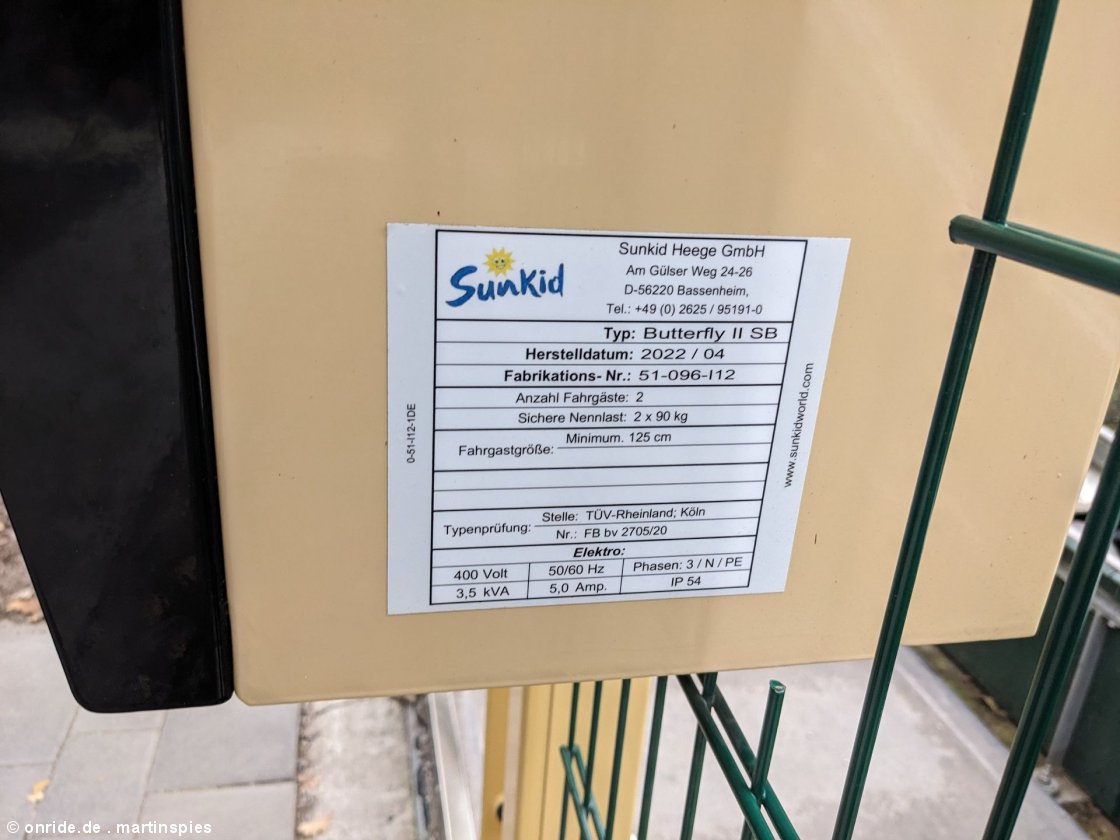 Sunkid
Sunkid Heege GmbH
Am Gülser Weg 24-26
D-56220 Bassenheim,
Tel.: +49 (0) 2625 / 95191-0
Typ: Butterfly II SB
Herstelldatum: 2022 / 04
Fabrikations- Nr.: 51-096-I12
Anzahl Fahrgäste: 2
Sichere Nennlast: 2 x 90 kg
Fahrgastgröße: Minimum. 125 cm
Typenprüfung: Stelle: TÜV-Rheinland; Köln
Nr.: FB bv 2705/20
Elektro:
400 Volt 50/60 Hz Phasen: 3 / N / PE
3,5 kVA 5,0 Amp. IP 54
0-51-I12-1DE
www.sunkidworld.com
© onride.de . martinspies